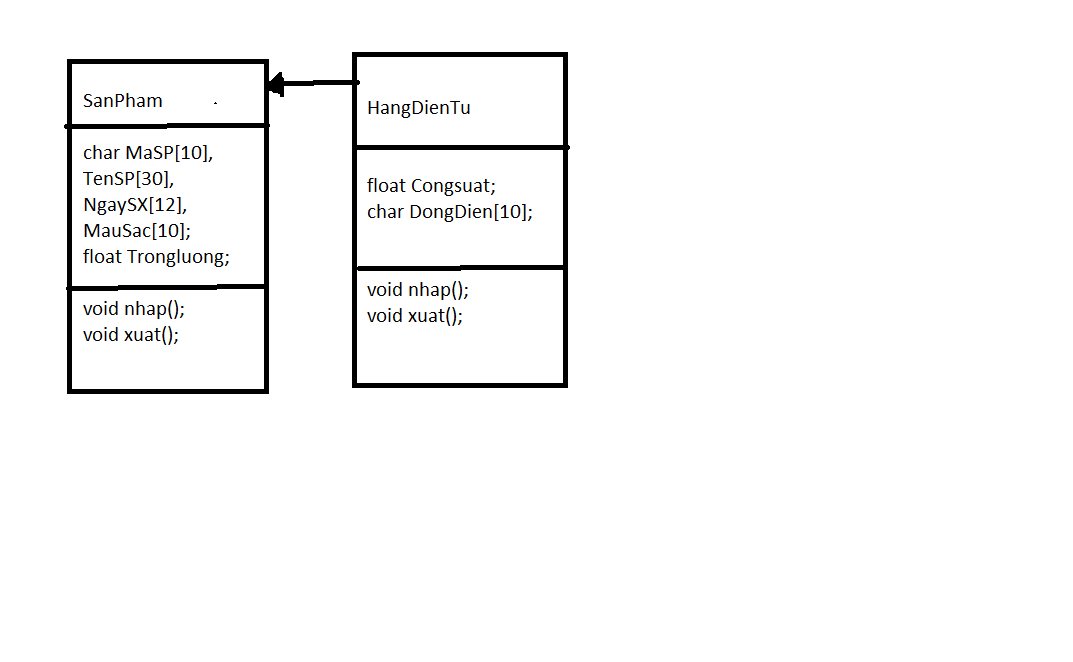 SanPham
char MaSP[10],
TenSP[30],
NgaySX[12],
MauSac[10];
float Trongluong;
void nhap();
void xuat();
HangDienTu
float Congsuat;
char DongDien[10];
void nhap();
void xuat();